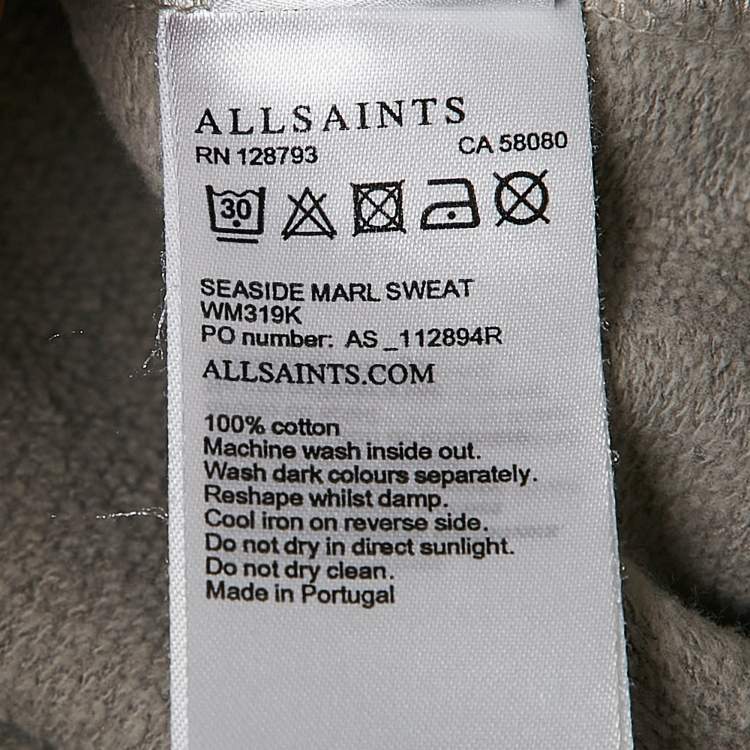 ALLSAINTS
RN 128793 CA 58080
30
SEASIDE MARL SWEAT
WM319K
PO number: AS_112894R
ALLSAINTS.COM
100% cotton
Machine wash inside out.
Wash dark colours separately.
Reshape whilst damp.
Cool iron on reverse side.
Do not dry in direct sunlight.
Do not dry clean.
Made in Portugal